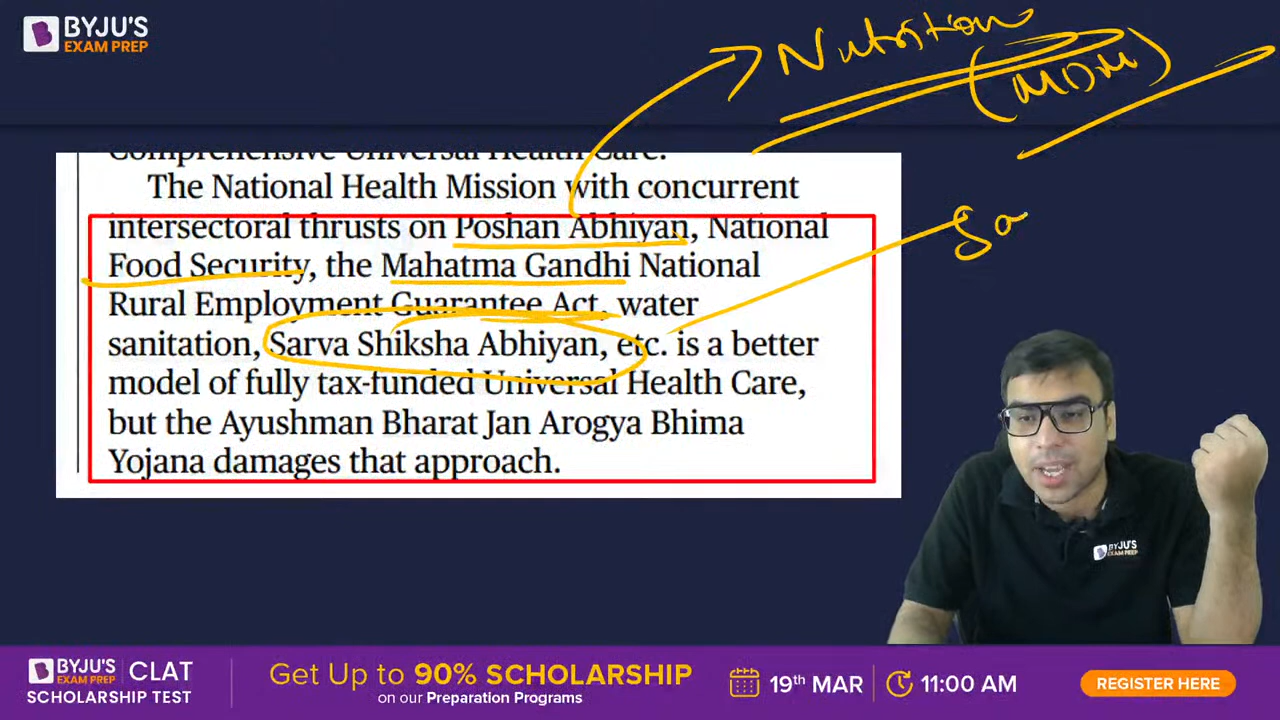 BYJU'S
EXAM PREP
Nutrition
(MDM)
Comprehensive Universal Health Care.
The National Health Mission with concurrent
intersectoral thrusts on Poshan Abhiyan, National
Food Security, the Mahatma Gandhi National
Rural Employment Guarantee Act, water
sanitation, Sarva Shiksha Abhiyan, etc. is a better
model of fully tax-funded Universal Health Care,
but the Ayushman Bharat Jan Arogya Bhima
Yojana damages that approach.
Sa
BYJU'S
EXAM PREP
BYJU'S
EXAM PREP
CLAT
SCHOLARSHIP TEST
Get Up to 90% SCHOLARSHIP
on our Preparation Programs
19th MAR
11:00 AM
REGISTER HERE